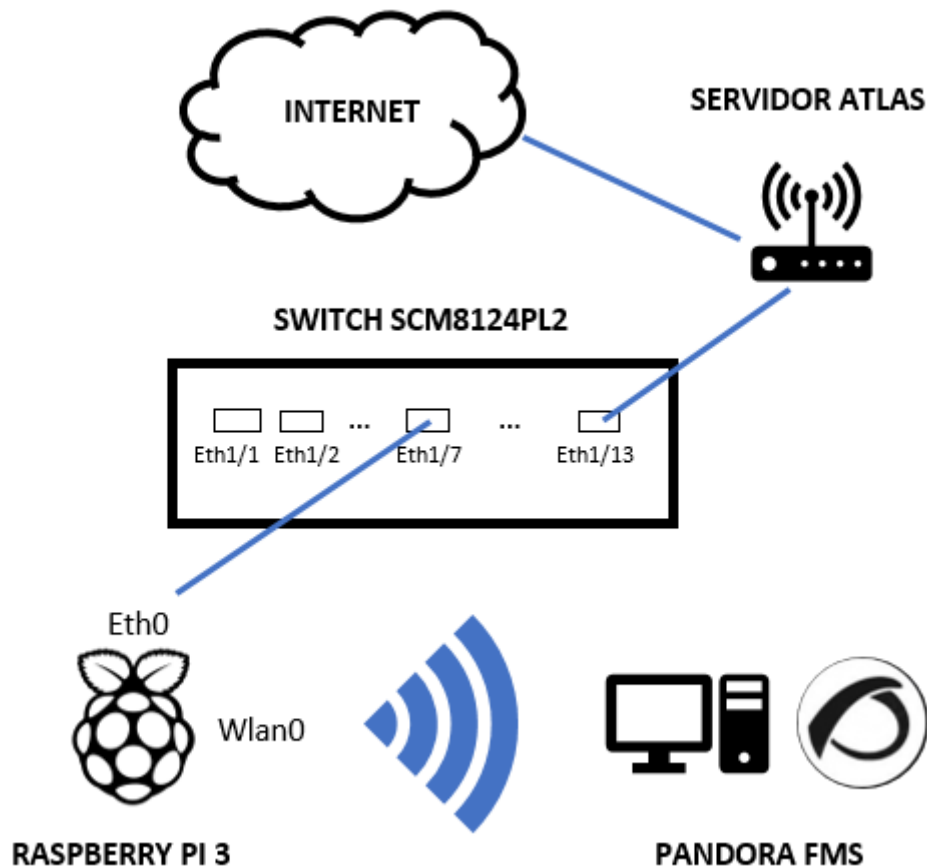 INTERNET
SERVIDOR ATLAS
SWITCH SCM8124PL2
... ...
Eth1/1 Eth1/2 Eth1/7 Eth1/13
Eth0
Wlan0
RASPBERRY PI 3
PANDORA FMS